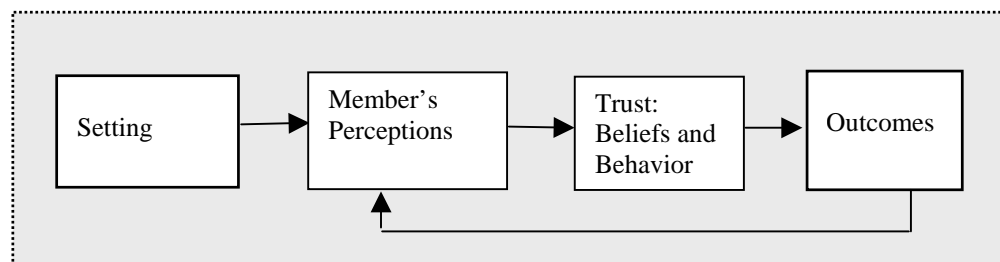 Setting
Member’s
Perceptions
Trust:
Beliefs and
Behavior
Outcomes